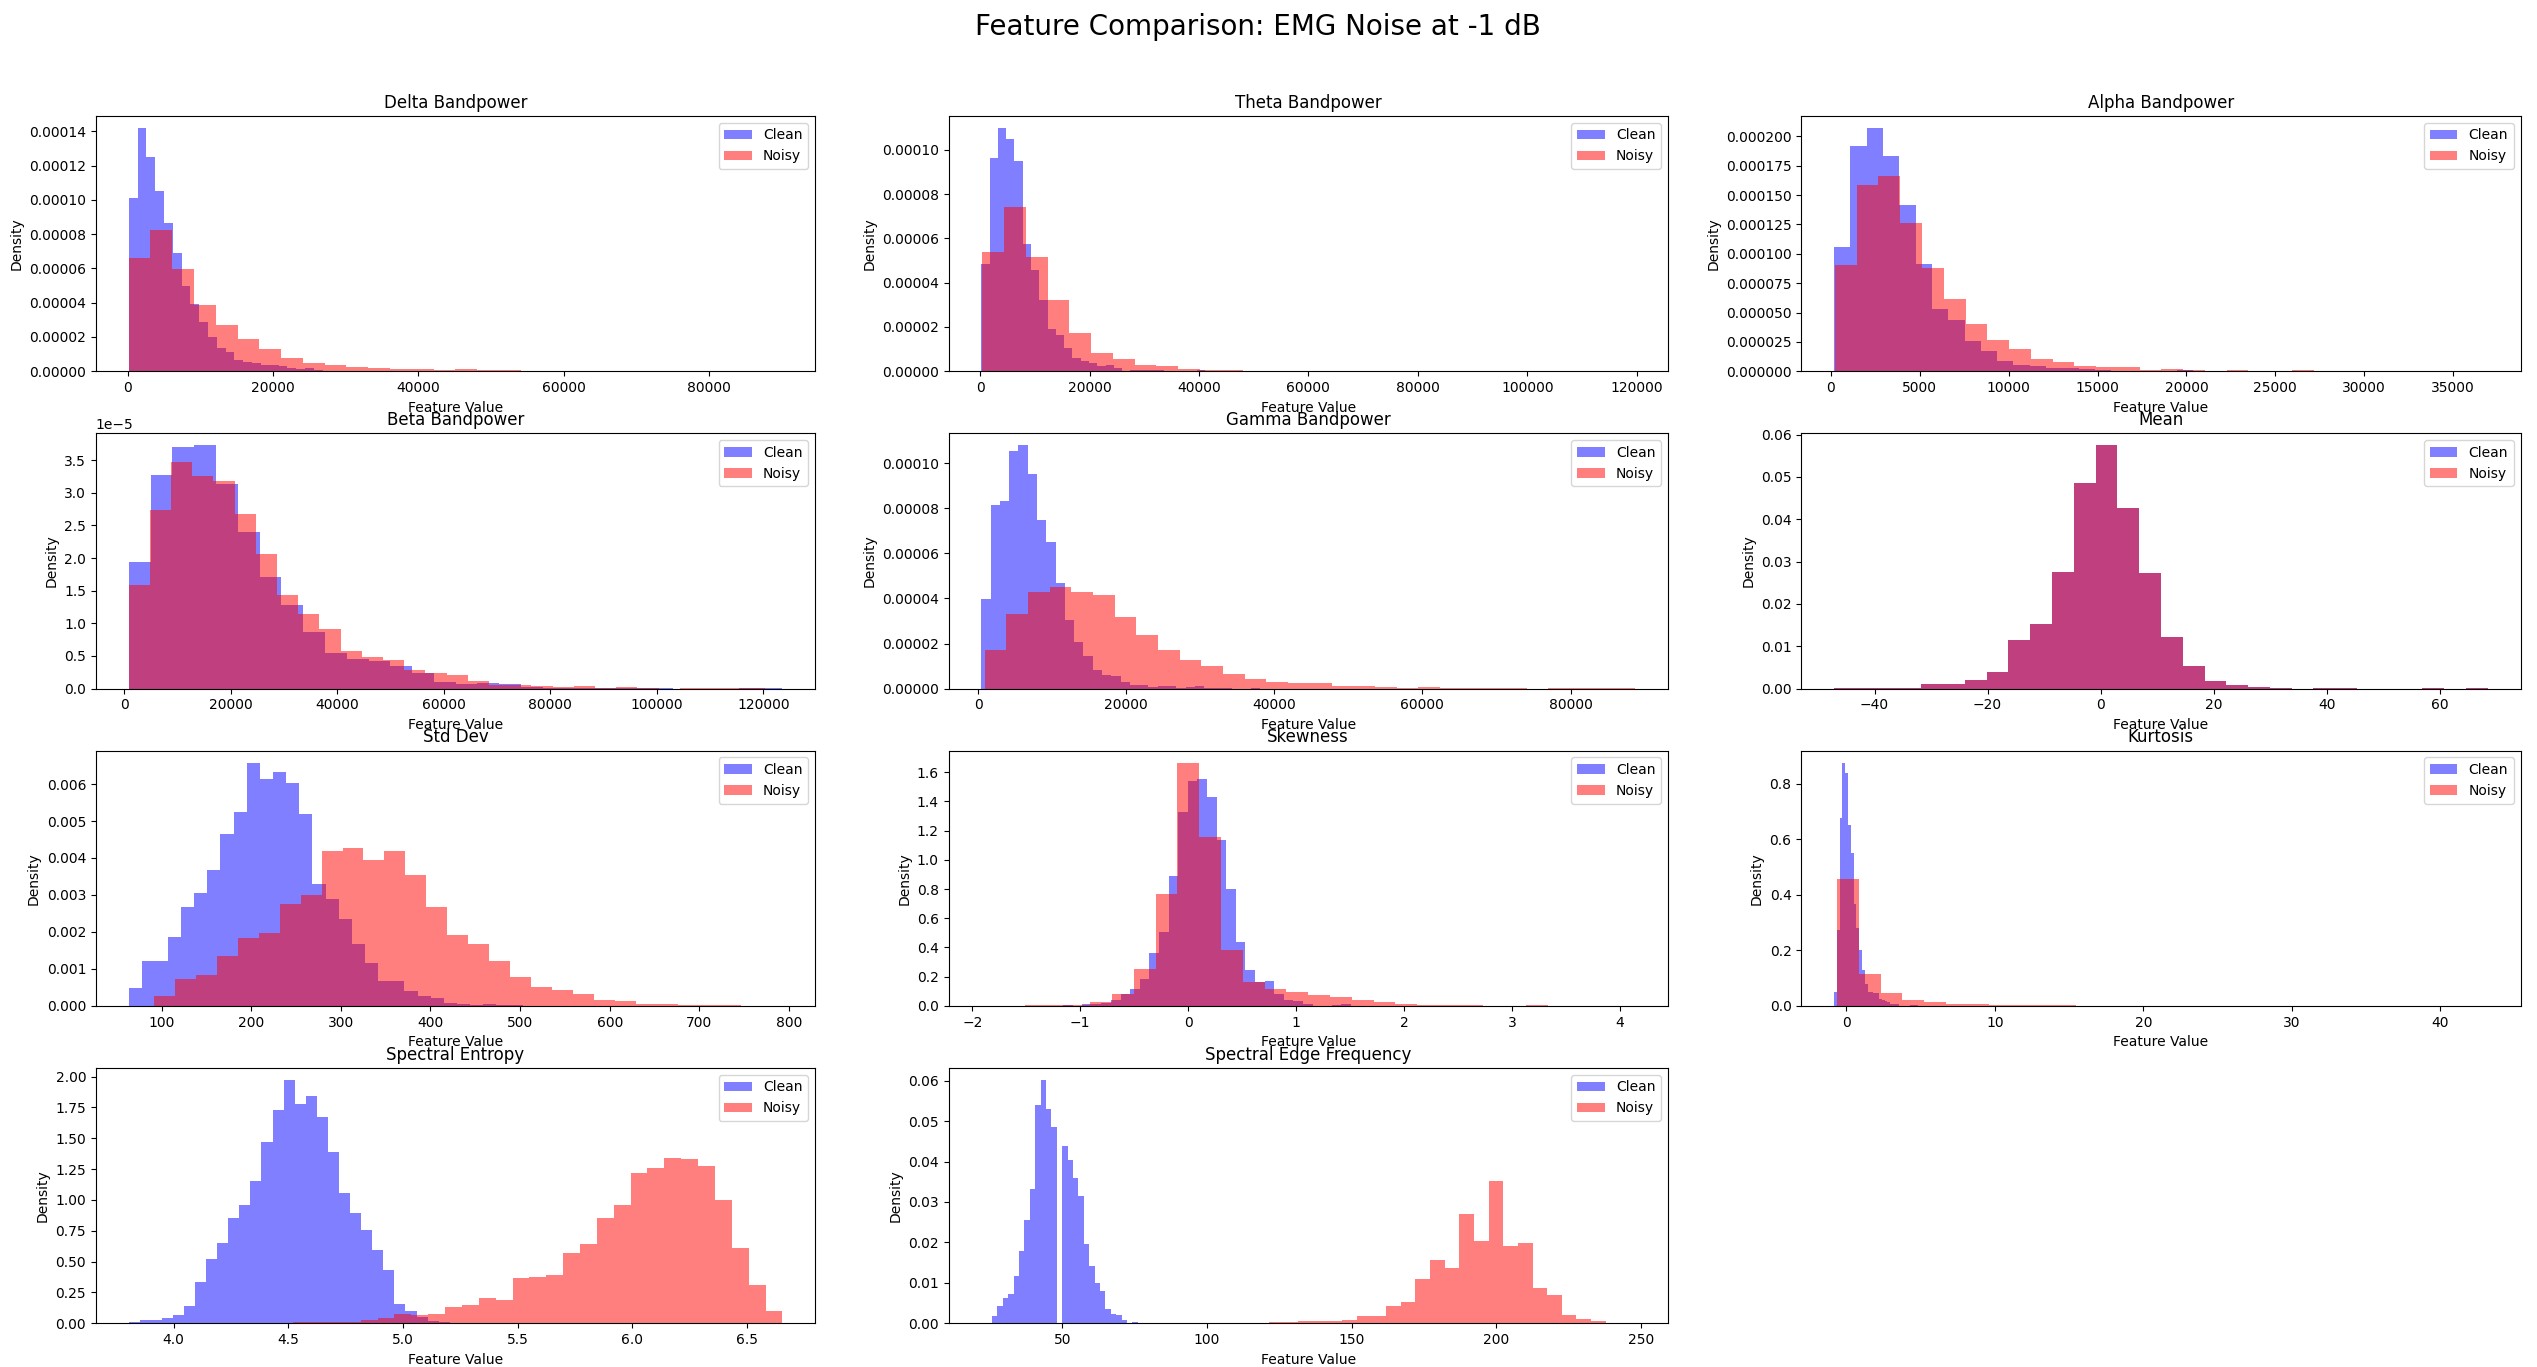 Feature Comparison: EMG Noise at -1 dB
Delta Bandpower
Clean
Noisy
0.00014
0.00012
0.00010
0.00008
0.00006
0.00004
0.00002
0.00000
Density
0 20000 40000 60000 80000
Feature Value
Theta Bandpower
Clean
Noisy
0.00010
0.00008
0.00006
0.00004
0.00002
0.00000
Density
0 20000 40000 60000 80000 100000 120000
Feature Value
Alpha Bandpower
Clean
Noisy
0.000200
0.000175
0.000150
0.000125
0.000100
0.000075
0.000050
0.000025
0.000000
Density
0 5000 10000 15000 20000 25000 30000 35000
Feature Value
Beta Bandpower
1e−5
Clean
Noisy
3.5
3.0
2.5
2.0
1.5
1.0
0.5
0.0
Density
0 20000 40000 60000 80000 100000 120000
Feature Value
Gamma Bandpower
Clean
Noisy
0.00010
0.00008
0.00006
0.00004
0.00002
0.00000
Density
0 20000 40000 60000 80000
Feature Value
Mean
Clean
Noisy
0.06
0.05
0.04
0.03
0.02
0.01
0.00
Density
−40 −20 0 20 40 60
Feature Value
Std Dev
Clean
Noisy
0.006
0.005
0.004
0.003
0.002
0.001
0.000
Density
100 200 300 400 500 600 700 800
Feature Value
Skewness
Clean
Noisy
1.6
1.4
1.2
1.0
0.8
0.6
0.4
0.2
0.0
Density
−2 −1 0 1 2 3 4
Feature Value
Kurtosis
Clean
Noisy
0.8
0.6
0.4
0.2
0.0
Density
0 10 20 30 40
Feature Value
Spectral Entropy
Clean
Noisy
2.00
1.75
1.50
1.25
1.00
0.75
0.50
0.25
0.00
Density
4.0 4.5 5.0 5.5 6.0 6.5
Feature Value
Spectral Edge Frequency
Clean
Noisy
0.06
0.05
0.04
0.03
0.02
0.01
0.00
Density
50 100 150 200 250
Feature Value